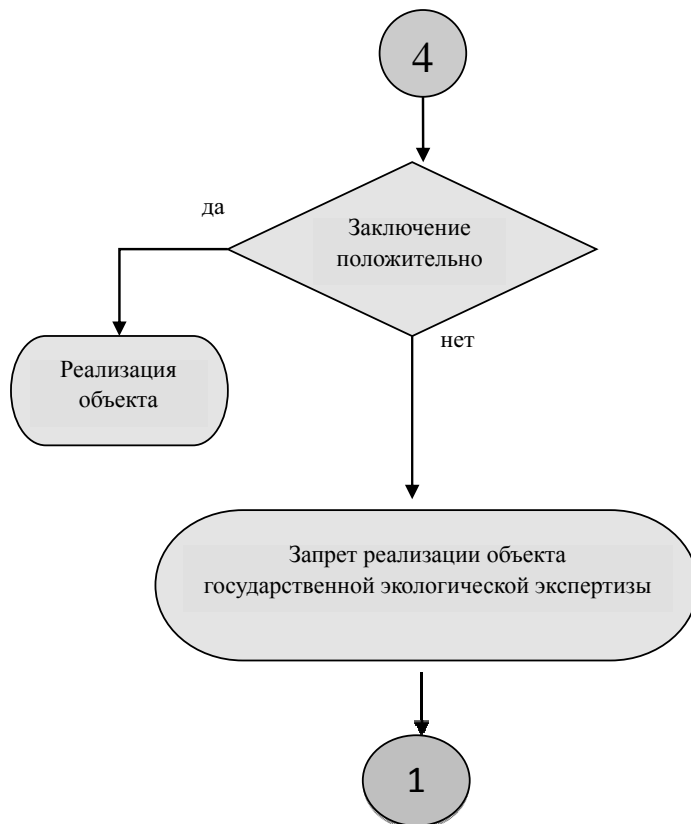 4
да
Заключение
положительно
нет
Реализация
объекта
Запрет реализации объекта
государственной экологической экспертизы
1